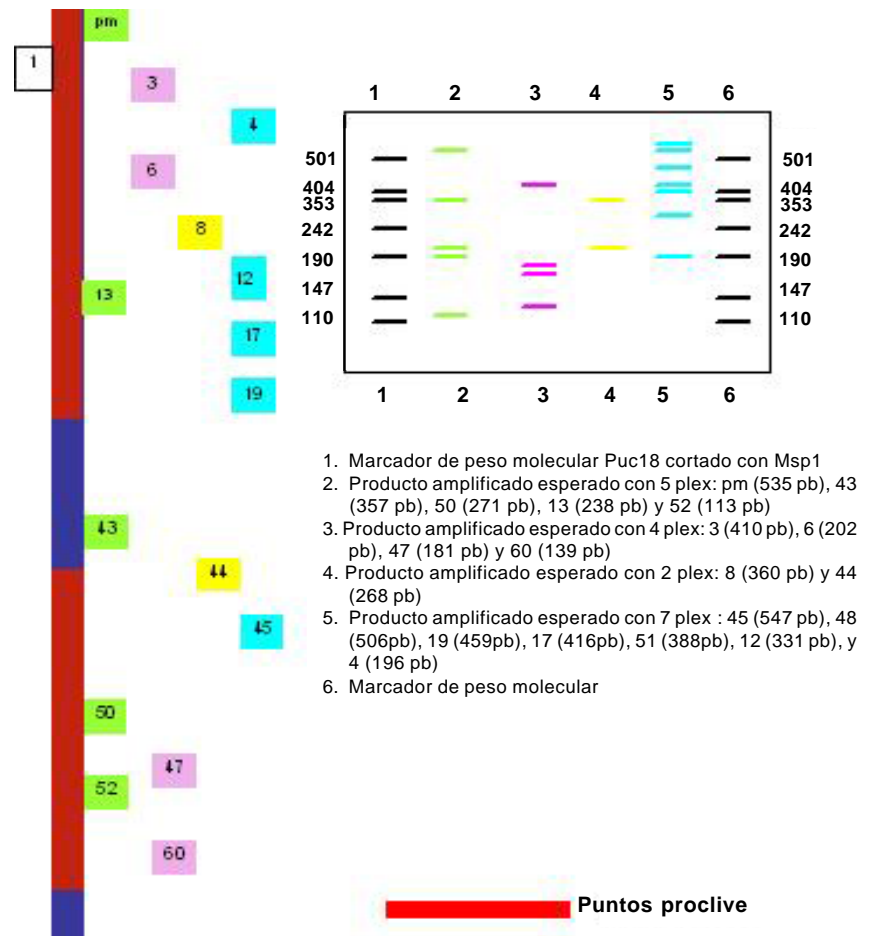 pm
1
3
4
6
8
12
13
17
19
43
44
45
50
47
52
60
1 2 3 4 5 6
501 501
404 404
353 353
242 242
190 190
147 147
110 110
1 2 3 4 5 6
1. Marcador de peso molecular Puc18 cortado con Msp1
2. Producto amplificado esperado con 5 plex: pm (535 pb), 43
(357 pb), 50 (271 pb), 13 (238 pb) y 52 (113 pb)
3. Producto amplificado esperado con 4 plex: 3 (410 pb), 6 (202
pb), 47 (181 pb) y 60 (139 pb)
4. Producto amplificado esperado con 2 plex: 8 (360 pb) y 44
(268 pb)
5. Producto amplificado esperado con 7 plex : 45 (547 pb), 48
(506pb), 19 (459pb), 17 (416pb), 51 (388pb), 12 (331 pb), y
4 (196 pb)
6. Marcador de peso molecular
Puntos proclive